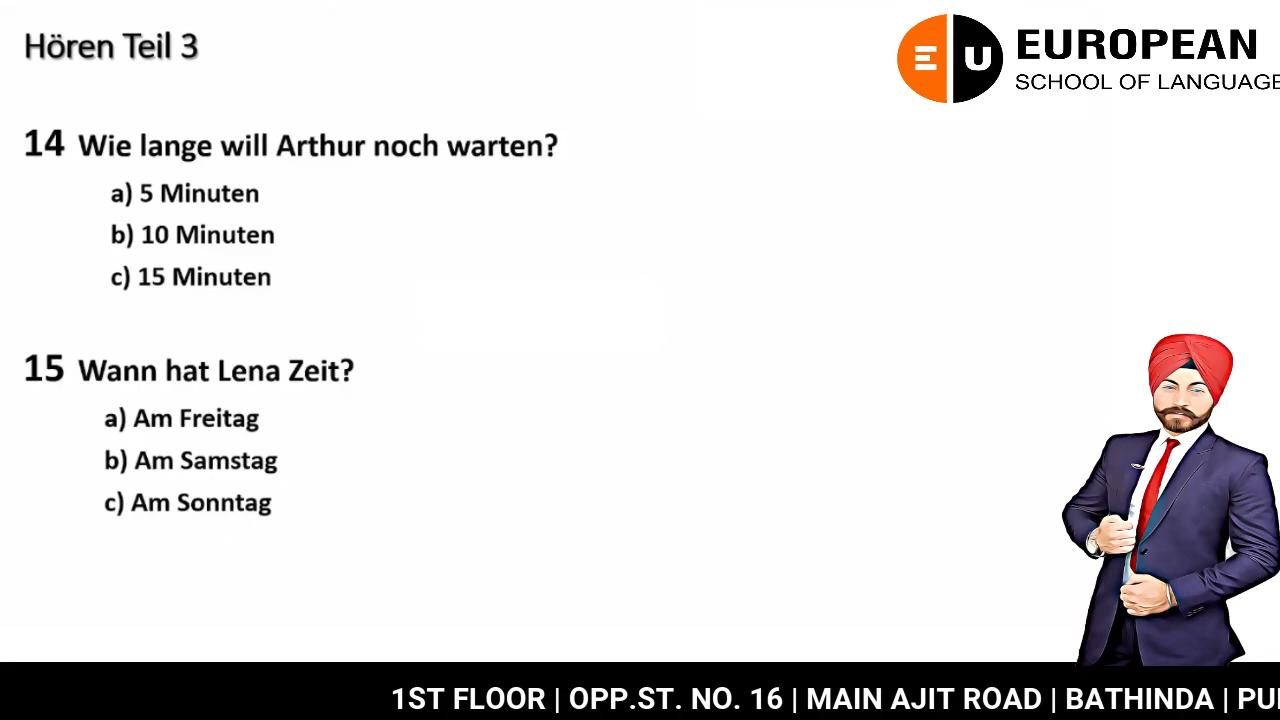 Hören Teil 3
E U EUROPEAN
SCHOOL OF LANGUAGE
14 Wie lange will Arthur noch warten?
a) 5 Minuten
b) 10 Minuten
c) 15 Minuten
15 Wann hat Lena Zeit?
a) Am Freitag
b) Am Samstag
c) Am Sonntag
1ST FLOOR | OPP.ST. NO. 16 | MAIN AJIT ROAD | BATHINDA |